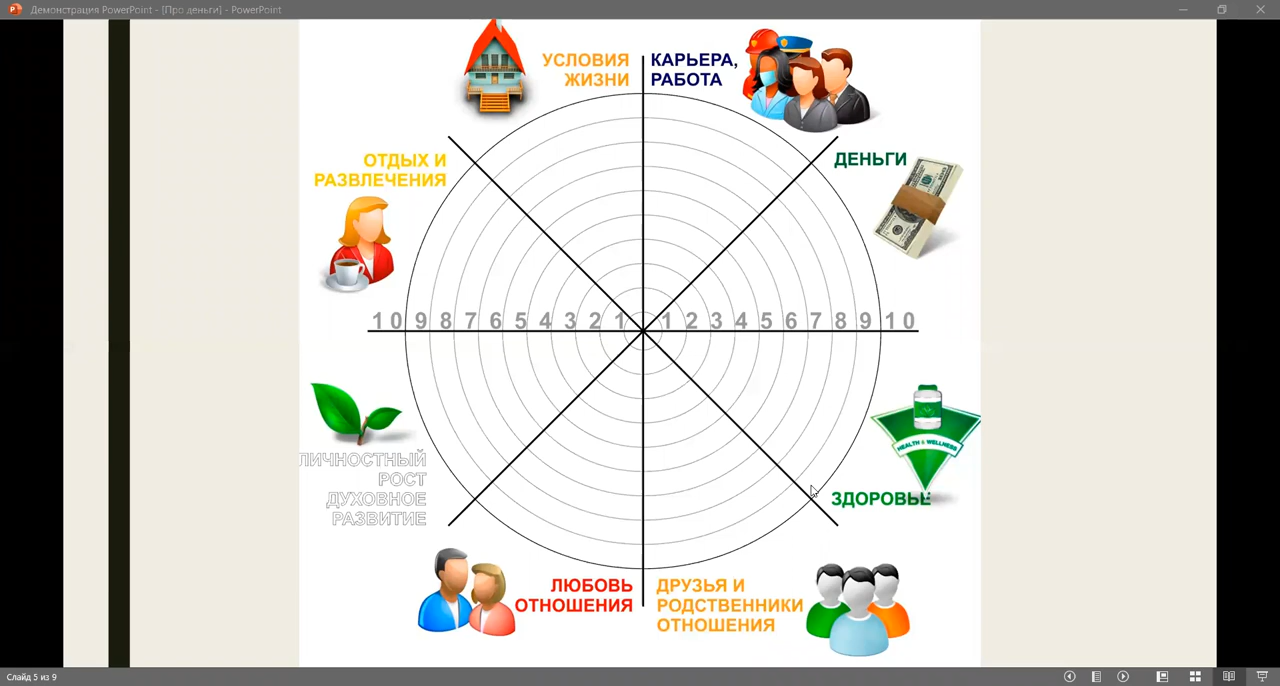 Демонстрация PowerPoint - [Про деньги] - PowerPoint
УСЛОВИЯ
ЖИЗНИ
КАРЬЕРА,
РАБОТА
ОТДЫХ И
РАЗВЛЕЧЕНИЯ
ДЕНЬГИ
10 9 8 7 6 5 4 3 2 1 1 2 3 4 5 6 7 8 9 10
ЛИЧНОСТНЫЙ
РОСТ
ДУХОВНОЕ
РАЗВИТИЕ
HEALTH & WELLNESS
ЗДОРОВЬЕ
ЛЮБОВЬ
ОТНОШЕНИЯ
ДРУЗЬЯ И
РОДСТВЕННИКИ
ОТНОШЕНИЯ
Слайд 5 из 9